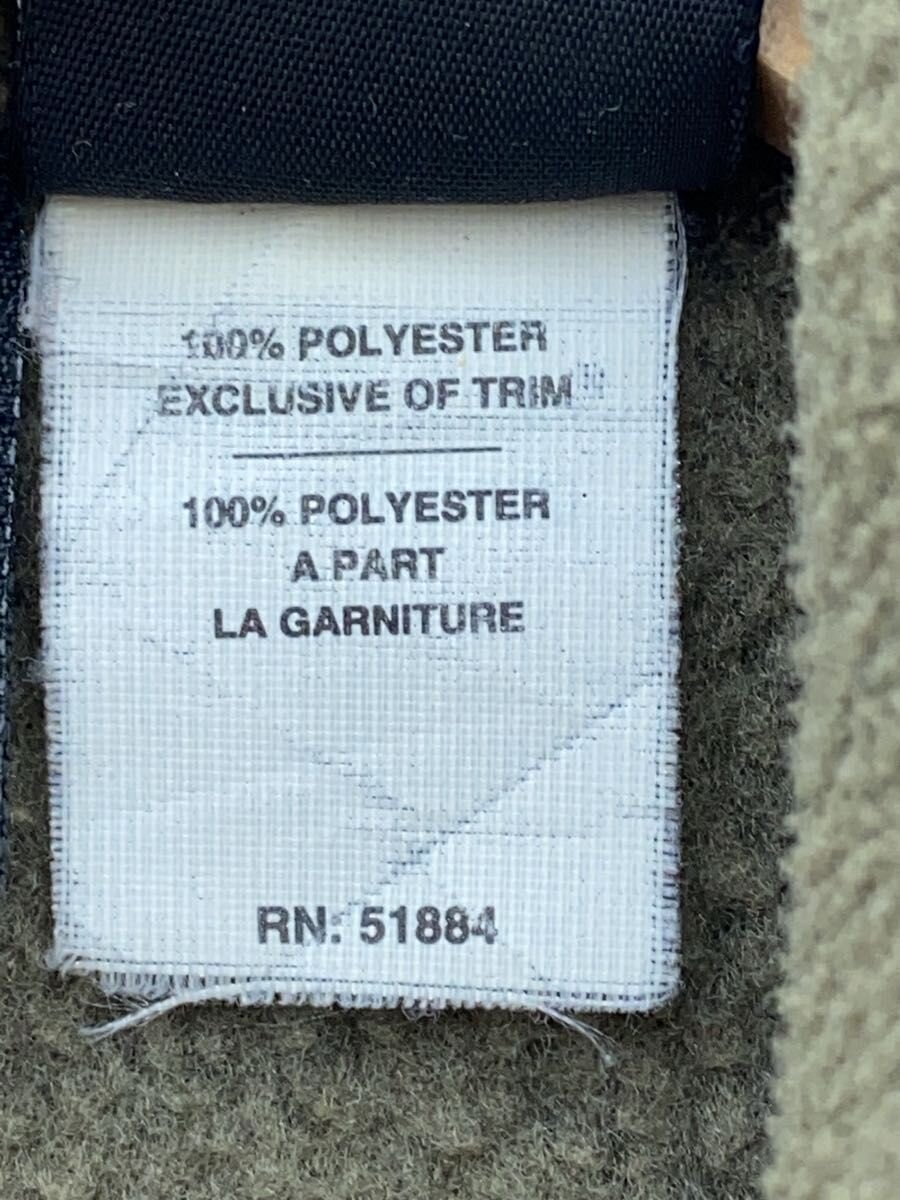 100% POLYESTER
EXCLUSIVE OF TRIM
100% POLYESTER
A PART
LA GARNITURE
RN: 51884